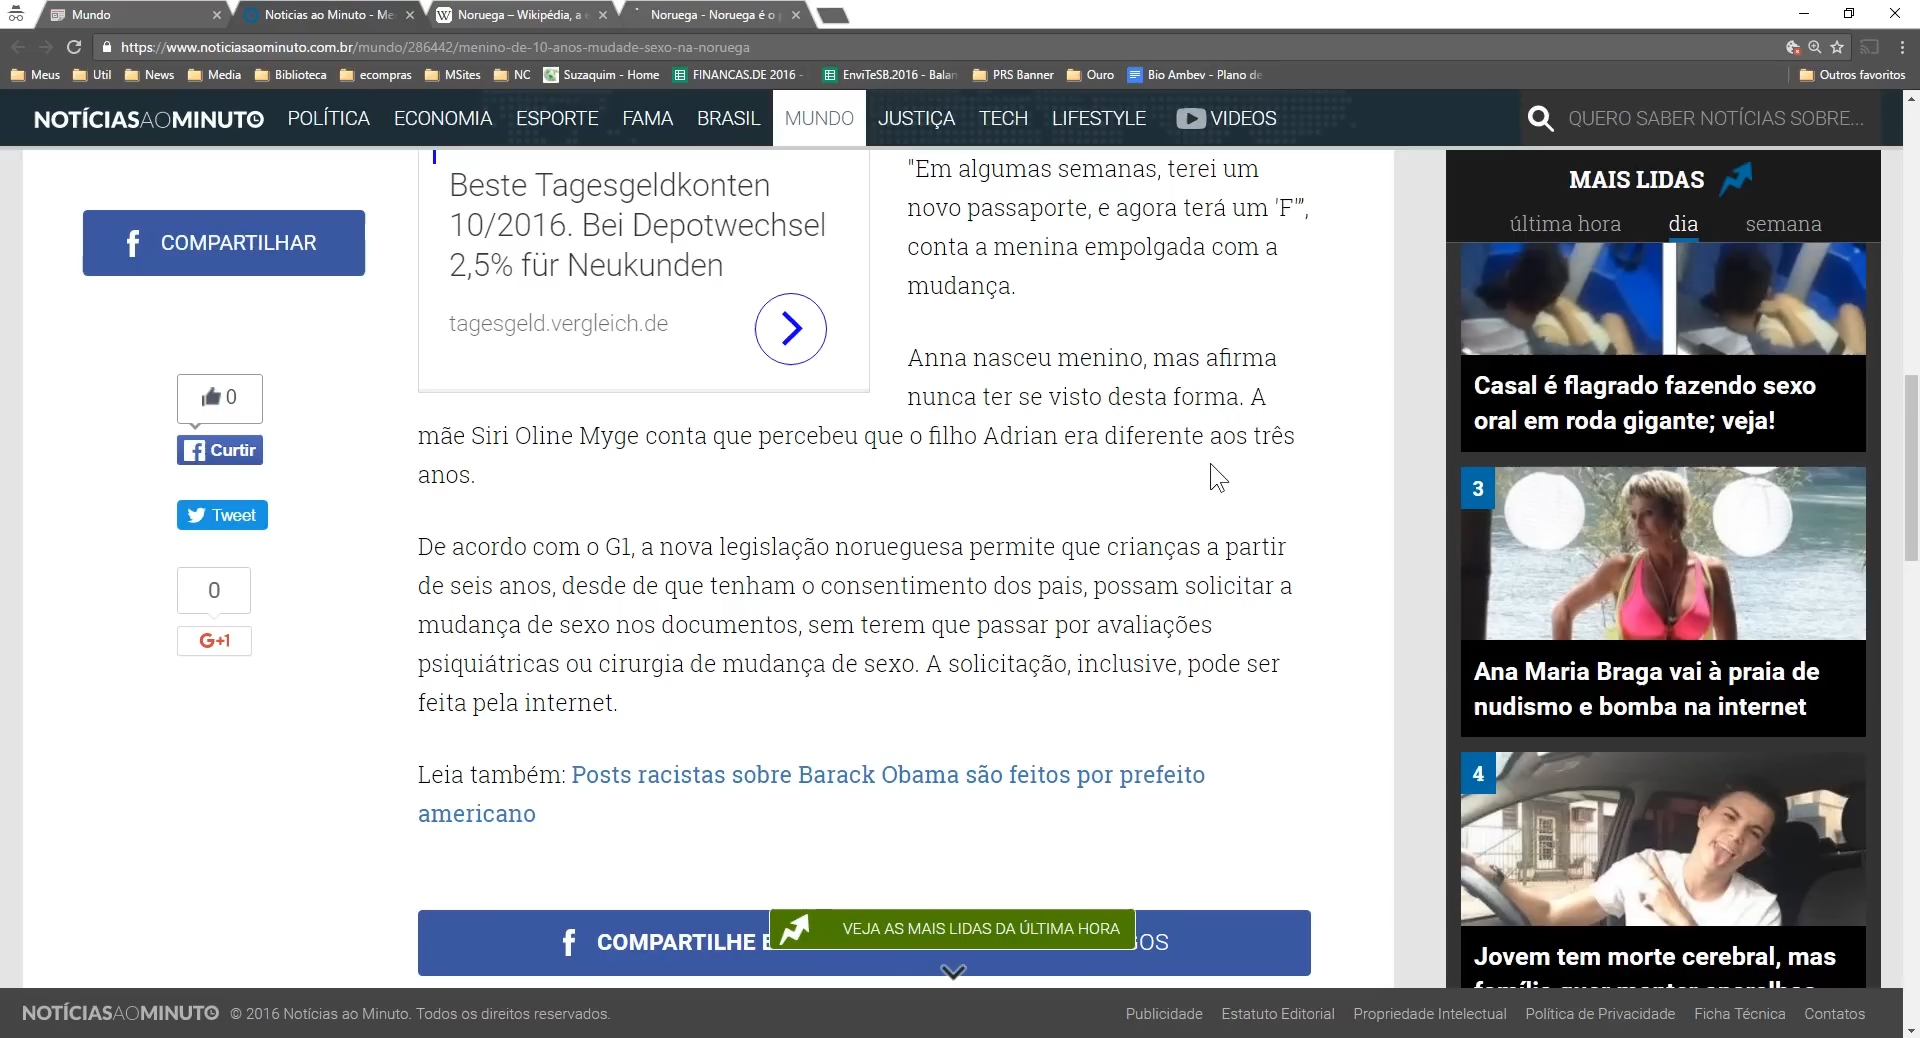 Mundo
Noticias ao Minuto - Me
Noruega – Wikipédia, a e
Noruega - Noruega é o p
https://www.noticiasaominuto.com.br/mundo/286442/menino-de-10-anos-mudade-sexo-na-noruega
Meus
Util
News
Media
Biblioteca
ecompras
MSites
NC
Suzaquim - Home
FINANCAS.DE 2016 -
EnviTeSB.2016 - Balan
PRS Banner
Ouro
Bio Ambev - Plano de
Outros favoritos
NOTÍCIASAOMINUTO
POLÍTICA
ECONOMIA
ESPORTE
FAMA
BRASIL
MUNDO
JUSTIÇA
TECH
LIFESTYLE
VIDEOS
QUERO SABER NOTÍCIAS SOBRE...
COMPARTILHAR
0
Curtir
Tweet
0
G+1
Beste Tagesgeldkonten
10/2016. Bei Depotwechsel
2,5% für Neukunden
tagesgeld.vergleich.de
"Em algumas semanas, terei um
novo passaporte, e agora terá um 'F'",
conta a menina empolgada com a
mudança.
Anna nasceu menino, mas afirma
nunca ter se visto desta forma. A
mãe Siri Oline Myge conta que percebeu que o filho Adrian era diferente aos três
anos.
De acordo com o G1, a nova legislação norueguesa permite que crianças a partir
de seis anos, desde de que tenham o consentimento dos pais, possam solicitar a
mudança de sexo nos documentos, sem terem que passar por avaliações
psiquiátricas ou cirurgia de mudança de sexo. A solicitação, inclusive, pode ser
feita pela internet.
Leia também: Posts racistas sobre Barack Obama são feitos por prefeito
americano
COMPARTILHE E
VEJA AS MAIS LIDAS DA ÚLTIMA HORA
GOS
MAIS LIDAS
última hora
dia
semana
Casal é flagrado fazendo sexo
oral em roda gigante; veja!
3
Ana Maria Braga vai à praia de
nudismo e bomba na internet
4
Jovem tem morte cerebral, mas
NOTÍCIASAOMINUTO
© 2016 Notícias ao Minuto. Todos os direitos reservados.
Publicidade
Estatuto Editorial
Propriedade Intelectual
Política de Privacidade
Ficha Técnica
Contatos